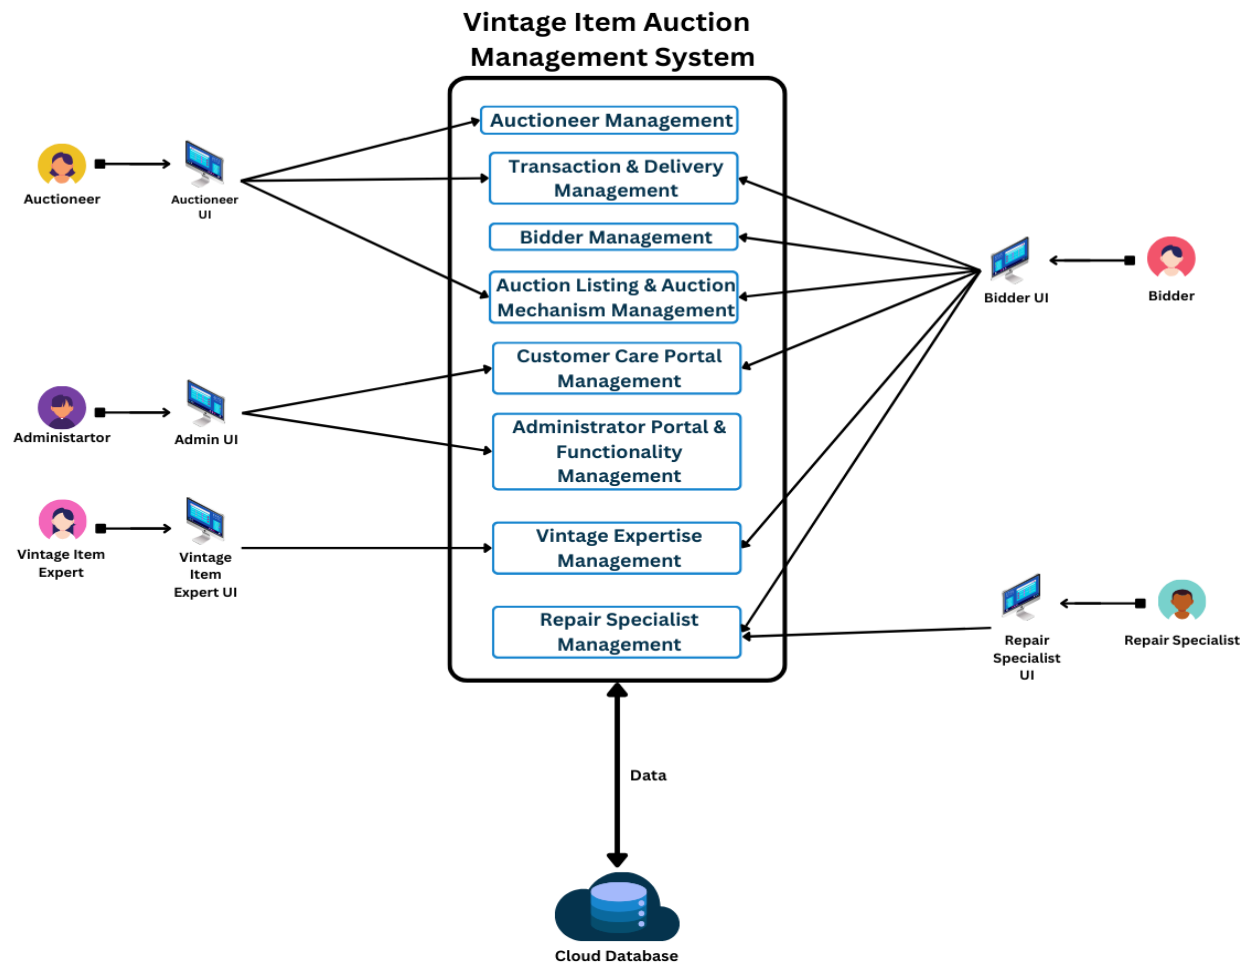 Vintage Item Auction
Management System
Auctioneer Management
Transaction & Delivery
Management
Bidder Management
Auction Listing & Auction
Mechanism Management
Customer Care Portal
Management
Administrator Portal &
Functionality
Management
Vintage Expertise
Management
Repair Specialist
Management
Auctioneer
Auctioneer
UI
Administartor
Admin UI
Vintage Item
Expert
Vintage
Item
Expert UI
Bidder UI
Bidder
Repair
Specialist
UI
Repair Specialist
Data
Cloud Database